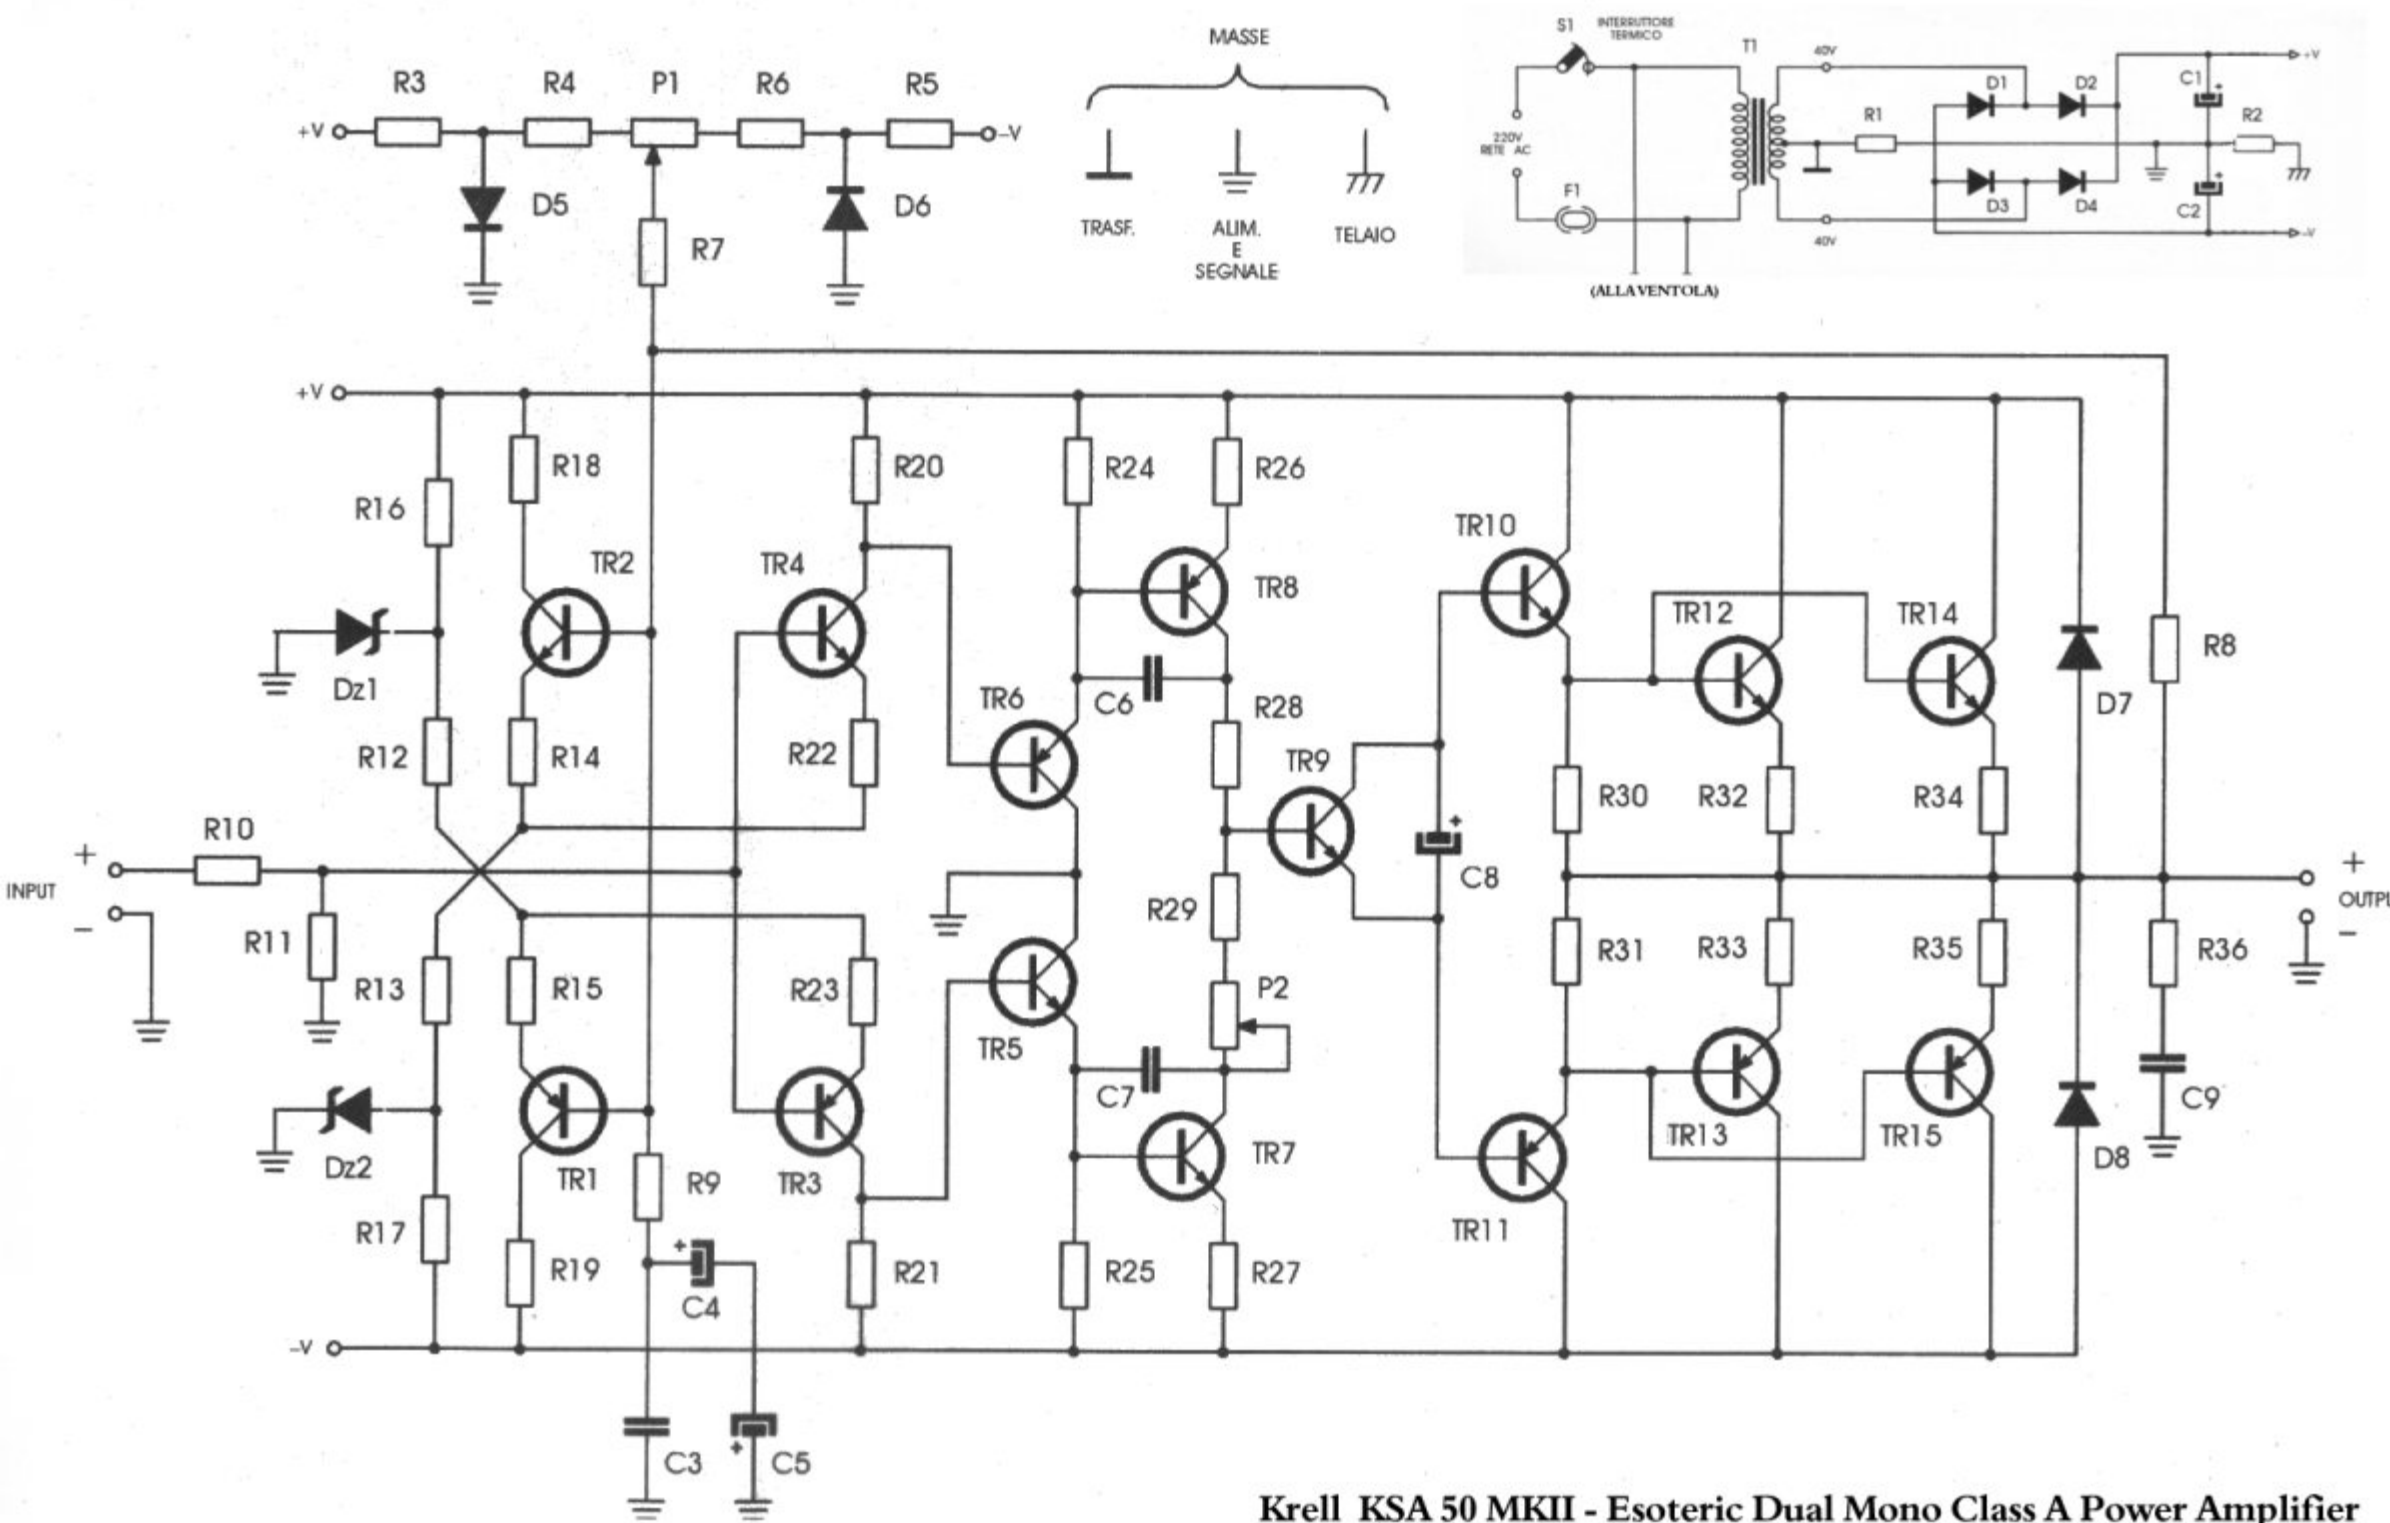 MASSE
S1 INTERRUTTORE
TERMICO
T1 40V
+V
R3 R4 P1 R6 R5
+V
-V
D1 D2 C1 +
R1 R2
220V
RETE AC
D5 D6
R7
TRASF. ALIM.
E
SEGNALE
TELAIO
F1
D3 D4 C2 +
-V
40V
(ALLA VENTOLA)
+V
R18 R20 R24 R26
R16
TR10
TR2 TR4 TR8
TR12 TR14
R8
Dz1
TR6 C6 R28
D7
R12 R14 R22
TR9
R30 R32 R34
R10
+
INPUT
-
C8 +
+
OUTPU
-
R11 R29
R31 R33 R35 R36
R13 R15 R23 P2
TR5
C7
C9
Dz2 TR1 R9 TR3 TR7
TR13 TR15
D8
R17
TR11
R19 + C4 R21 R25 R27
-V
C3 + C5
Krell KSA 50 MKII - Esoteric Dual Mono Class A Power Amplifier